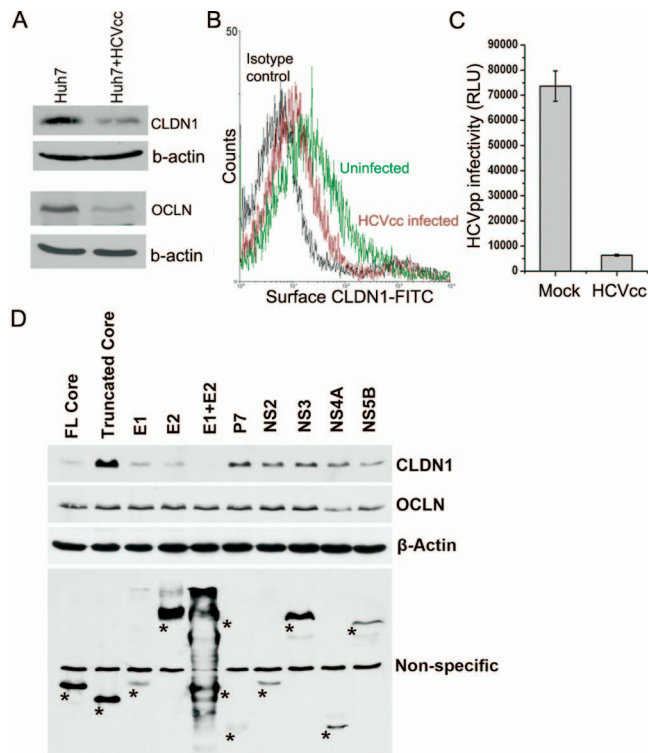 A
Huh7
Huh7+HCVcc
CLDN1
b-actin
OCLN
b-actin
B
50
Counts
Isotype
control
Uninfected
HCVcc infected
Surface CLDN1-FITC
C
HCVpp infectivity (RLU)
90000
80000
70000
60000
50000
40000
30000
20000
10000
0
Mock
HCVcc
D
FL Core
Truncated Core
E1
E2
E1+E2
P7
NS2
NS3
NS4A
NS5B
CLDN1
OCLN
β-Actin
Non-specific
* * * * * * * * * * * *